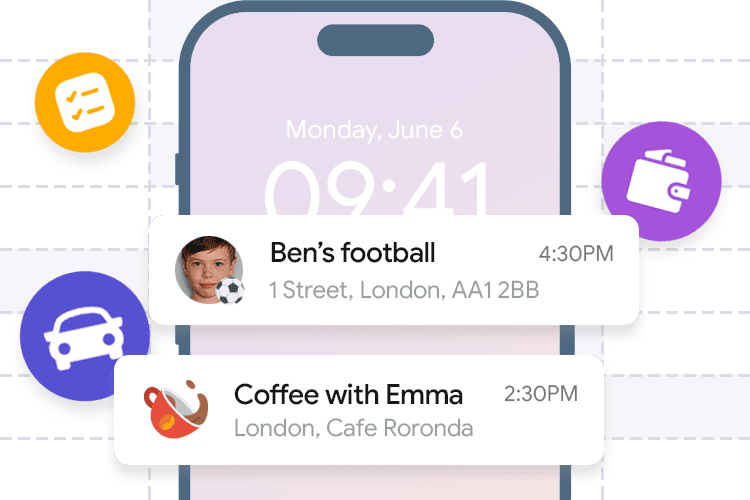 Monday, June 6
09:41
Ben's football
4:30PM
1 Street, London, AA1 2BB
Coffee with Emma
2:30PM
London, Cafe Roronda